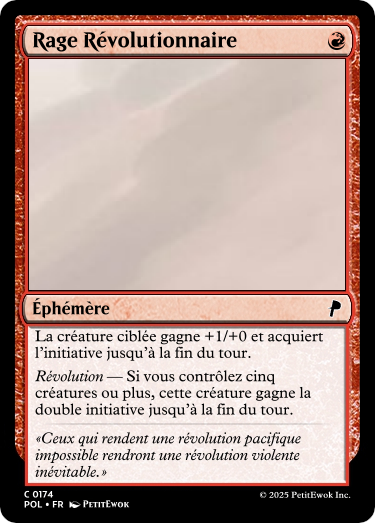 Rage Révolutionnaire
Éphémère
La créature ciblée gagne +1/+0 et acquiert
l'initiative jusqu'à la fin du tour.
Révolution — Si vous contrôlez cinq
créatures ou plus, cette créature gagne la
double initiative jusqu'à la fin du tour.
«Ceux qui rendent une révolution pacifique
impossible rendront une révolution violente
inévitable.»
C 0174
POL • FR PetitEwok
© 2025 PetitEwok Inc.